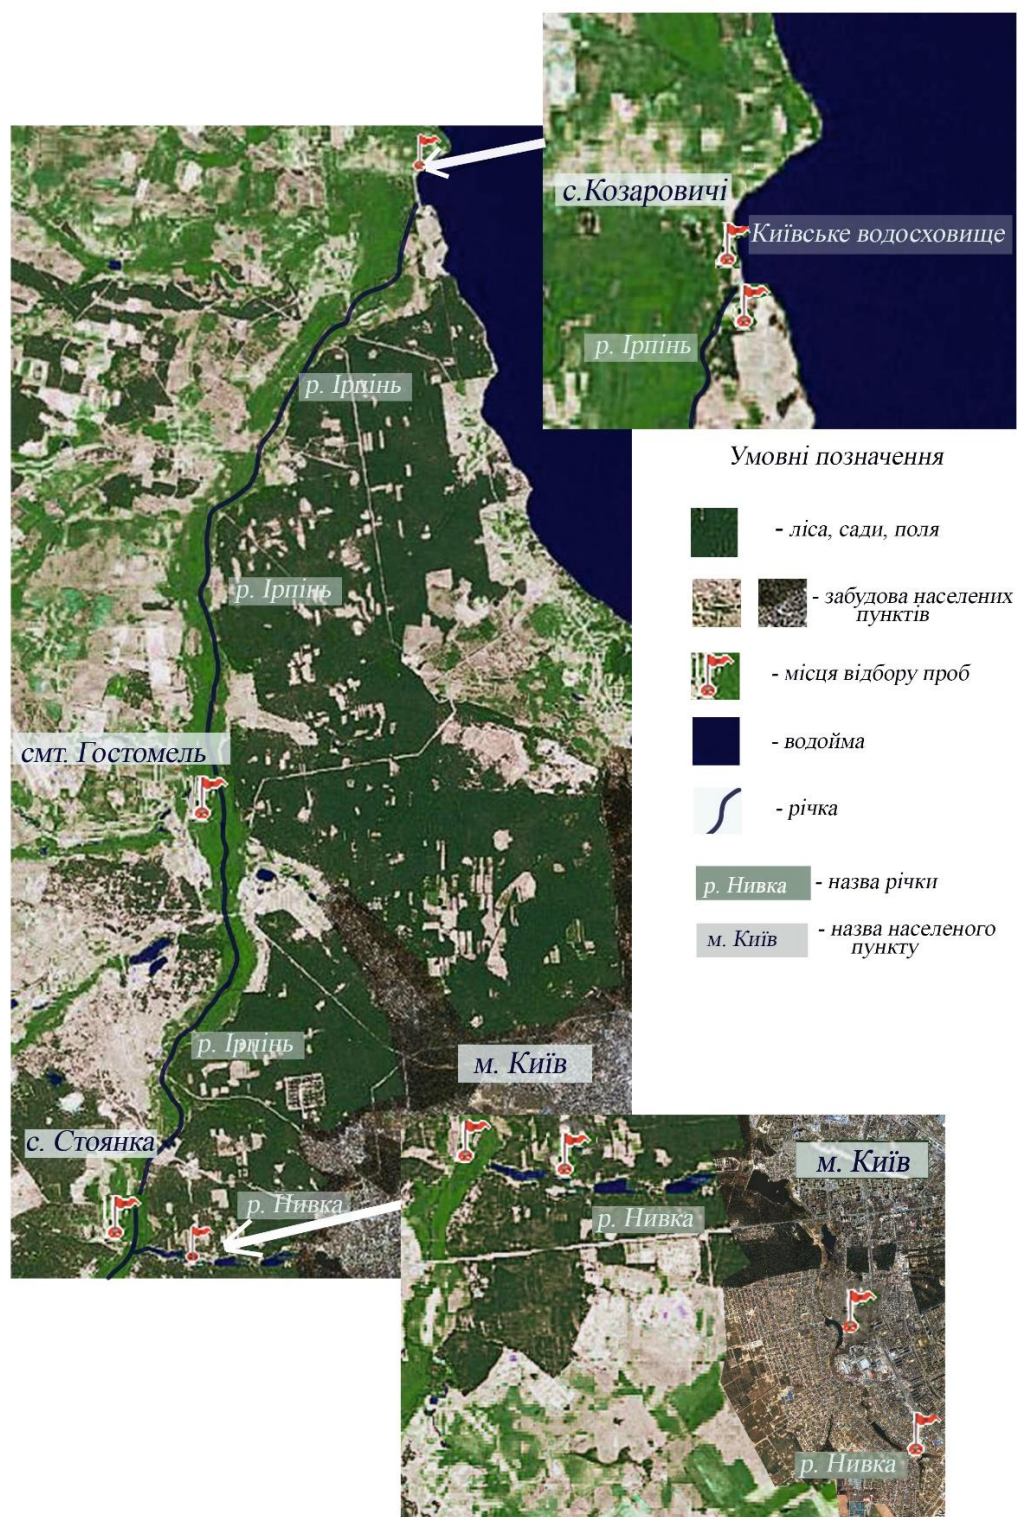 с.Козаровичі
Київське водосховище
р. Ірпінь
р. Ірпінь
р. Ірпінь
смт. Гостомель
р. Ірпінь
м. Київ
с. Стоянка
р. Нивка
м. Київ
р. Нивка
р. Нивка
Умовні позначення
- ліса, сади, поля
- забудова населених
пунктів
- місця відбору проб
- водойма
- річка
р. Нивка
- назва річки
м. Київ
- назва населеного
пункту